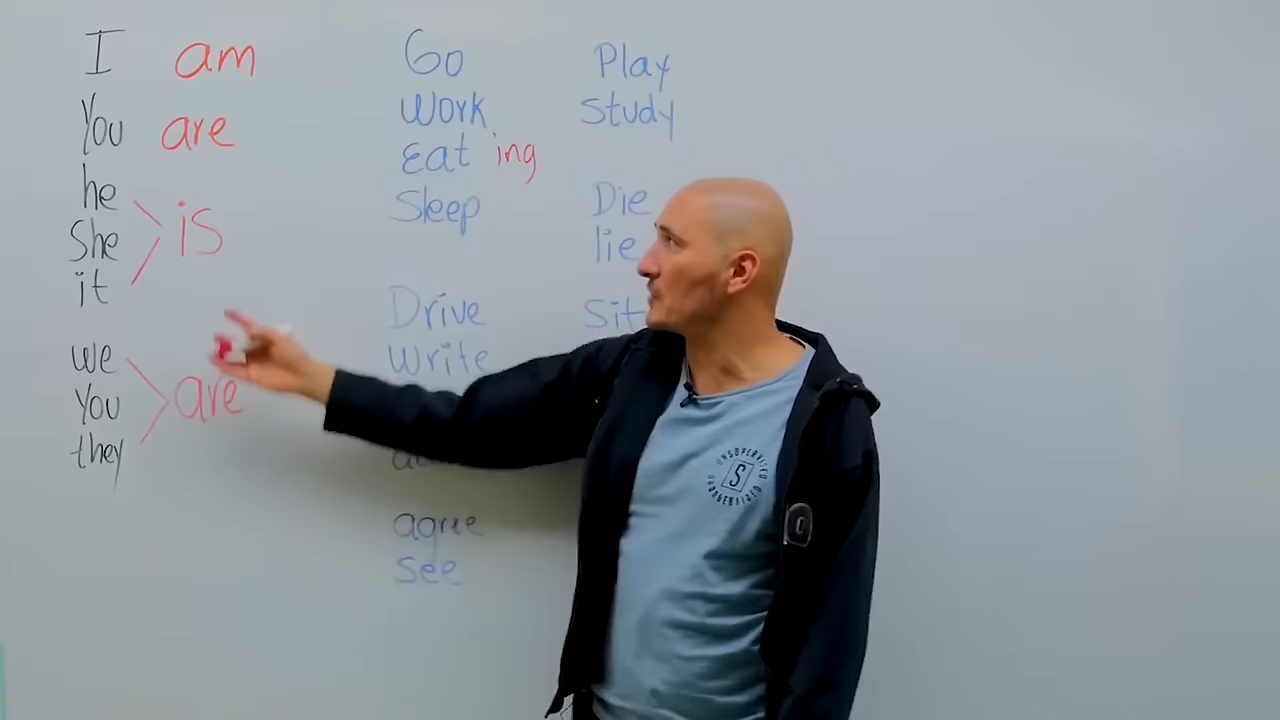 I am
You are
he
She is
it
we
You are
they
Go
Work
Eat ing
Sleep
Drive
Write
agree
see
Play
Study
Die
lie
Sit
S